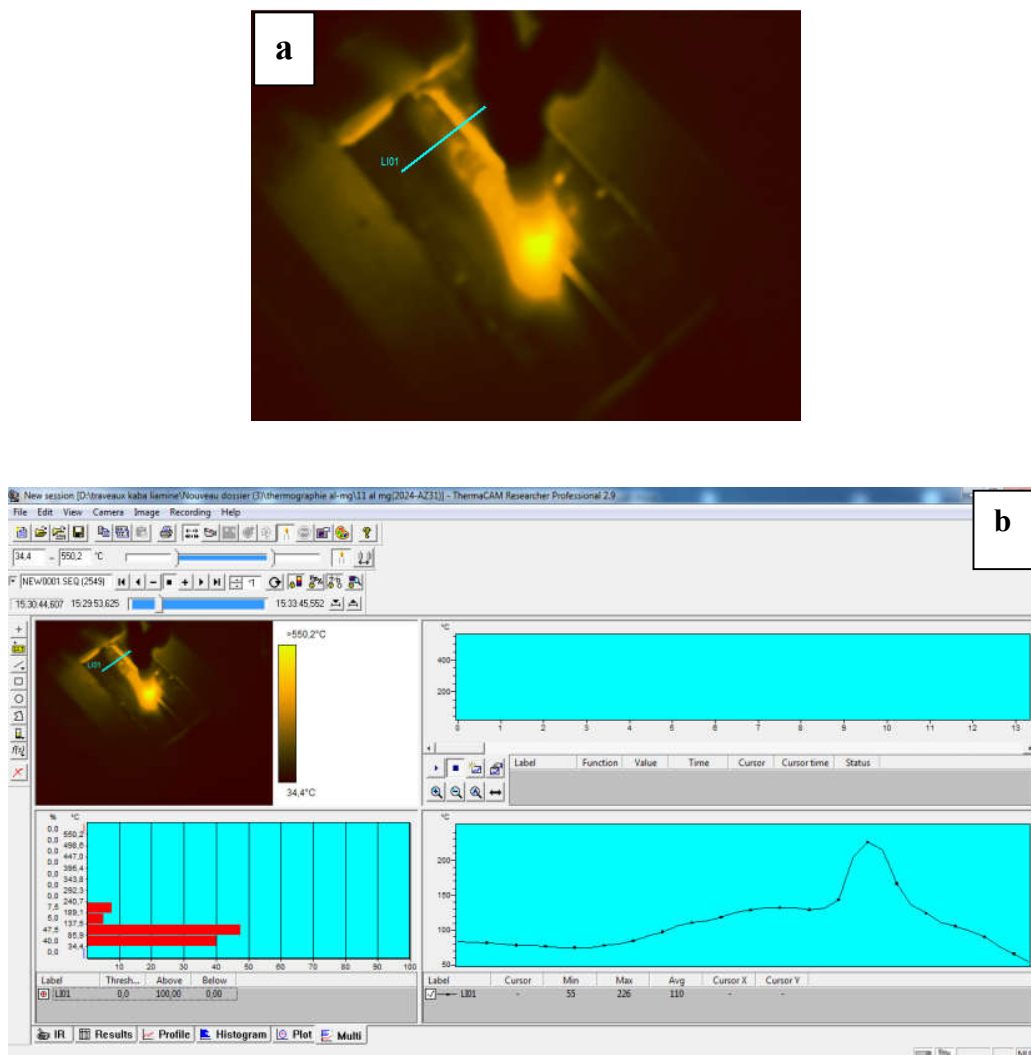 a
LI01
b
New session [D:\traveaux kaba liamine\Nouveau dossier (3)\thermographie al-mg\11 al mg(2024-AZ31)] - ThermaCAM Researcher Professional 2.9
File Edit View Camera Image Recording Help
34,4 - 550,2 °C
NEW0001.SEQ (2549)
15:30:44,607 15:29:53,625 15:33:45,552
LI01
>550,2°C
34,4°C
°C
400
200
0 1 2 3 4 5 6 7 8 9 10 11 12 13
Label Function Value Time Cursor Cursor time Status
% °C
0,0 550,2
0,0 498,6
0,0 447,0
0,0 395,4
0,0 343,8
0,0 292,3
0,0 240,7
7,5 189,1
5,0 137,5
47,5 85,9
40,0 34,4
0,0
10 20 30 40 50 60 70 80 90 100
Label Thresh... Above Below
LI01 0,0 100,00 0,00
°C
200
150
100
50
Label Cursor Min Max Avg Cursor X Cursor Y
LI01 - 55 226 110 - -
IR Results Profile Histogram Plot Multi